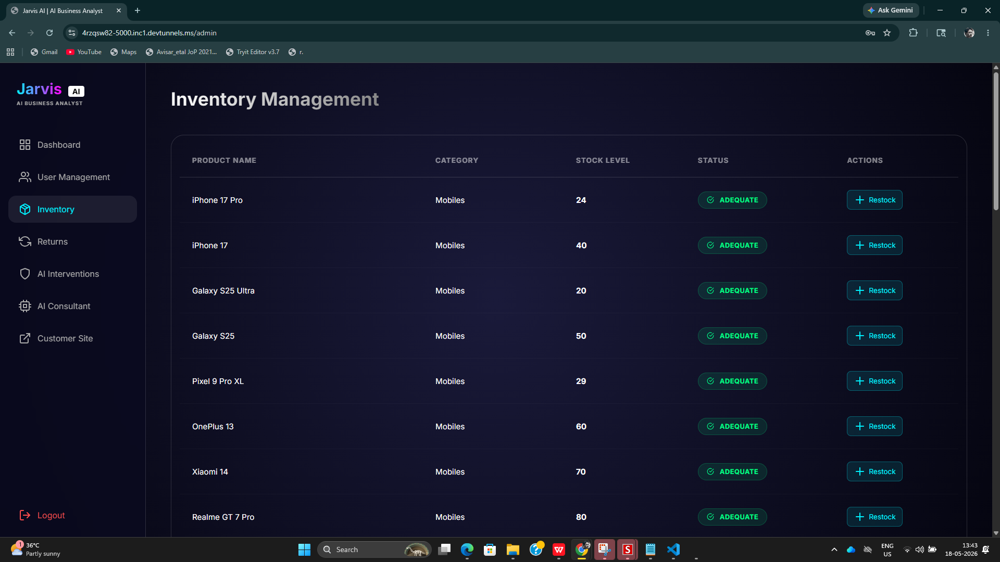 Jarvis AI | AI Business Analyst
Ask Gemini
4rzqsw82-5000.inc1.devtunnels.ms/admin
Gmail
YouTube
Maps
Avisar_etal JoP 2021...
Tryit Editor v3.7
r.
Jarvis AI
AI BUSINESS ANALYST
Dashboard
User Management
Inventory
Returns
AI Interventions
AI Consultant
Customer Site
Logout
Inventory Management
PRODUCT NAME CATEGORY STOCK LEVEL STATUS ACTIONS
iPhone 17 Pro Mobiles 24 ADEQUATE Restock
iPhone 17 Mobiles 40 ADEQUATE Restock
Galaxy S25 Ultra Mobiles 20 ADEQUATE Restock
Galaxy S25 Mobiles 50 ADEQUATE Restock
Pixel 9 Pro XL Mobiles 29 ADEQUATE Restock
OnePlus 13 Mobiles 60 ADEQUATE Restock
Xiaomi 14 Mobiles 70 ADEQUATE Restock
Realme GT 7 Pro Mobiles 80 ADEQUATE Restock
1
36°C
Partly sunny
Search
ENG
US
13:43
18-05-2026